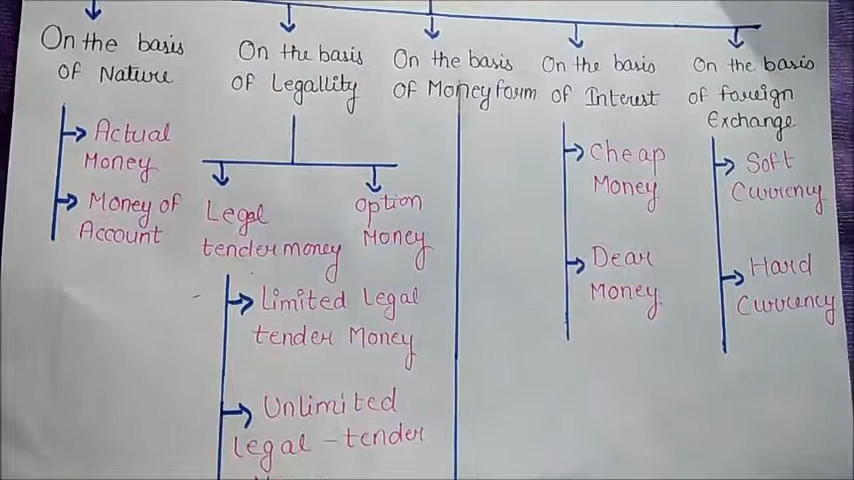 On the basis
of Nature
Actual
Money
Money of
Account
On the basis
of Legallity
Legal
tender money
option
Money
Limited Legal
tender Money
Unlimited
Legal - tender
On the basis
of Money form
On the basis
of Interest
Cheap
Money
Dear
Money
On the basis
of foreign
Exchange
Soft
Currency
Hard
Currency